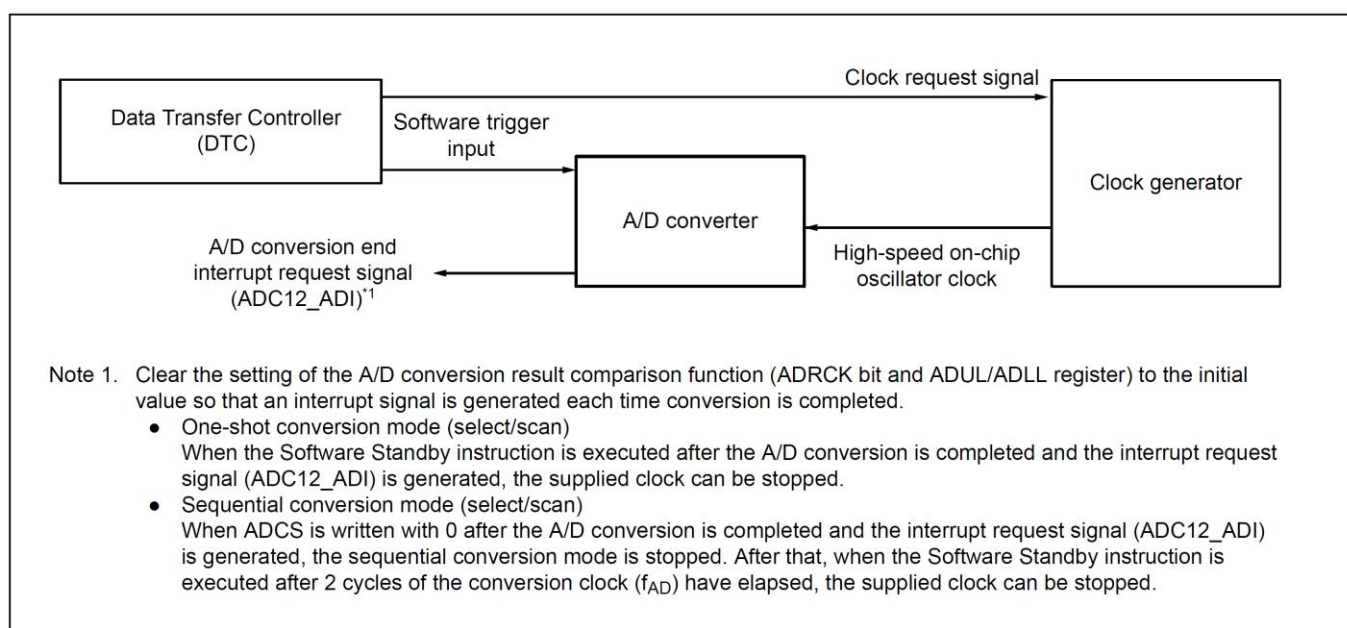 Clock request signal
Data Transfer Controller
(DTC)
Software trigger
input
Clock generator
A/D converter
A/D conversion end
interrupt request signal
(ADC12_ADI)*1
High-speed on-chip
oscillator clock
Note 1. Clear the setting of the A/D conversion result comparison function (ADRCK bit and ADUL/ADLL register) to the initial
value so that an interrupt signal is generated each time conversion is completed.
● One-shot conversion mode (select/scan)
When the Software Standby instruction is executed after the A/D conversion is completed and the interrupt request
signal (ADC12_ADI) is generated, the supplied clock can be stopped.
● Sequential conversion mode (select/scan)
When ADCS is written with 0 after the A/D conversion is completed and the interrupt request signal (ADC12_ADI)
is generated, the sequential conversion mode is stopped. After that, when the Software Standby instruction is
executed after 2 cycles of the conversion clock (fAD) have elapsed, the supplied clock can be stopped.